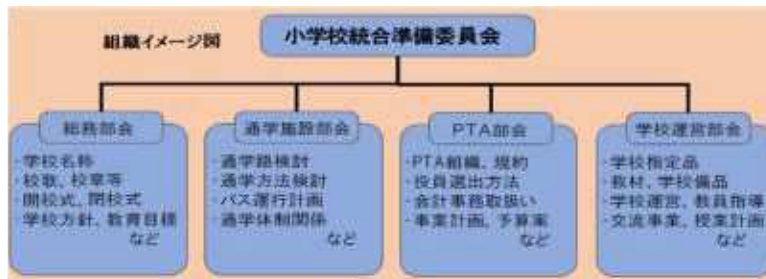 組織イメージ図
小学校統合準備委員会
総務部会
・学校名称
・校歌、校章等
・開校式、閉校式
・学校方針、教育目標
など
通学施設部会
・通学路検討
・通学方法検討
・バス運行計画
・通学体制関係
など
PTA部会
・PTA組織、規約
・役員選出方法
・会計事務取扱い
・事業計画、予算案
など
学校運営部会
・学校指定品
・教材、学校備品
・学校運営、教員指導
・交流事業、授業計画
など